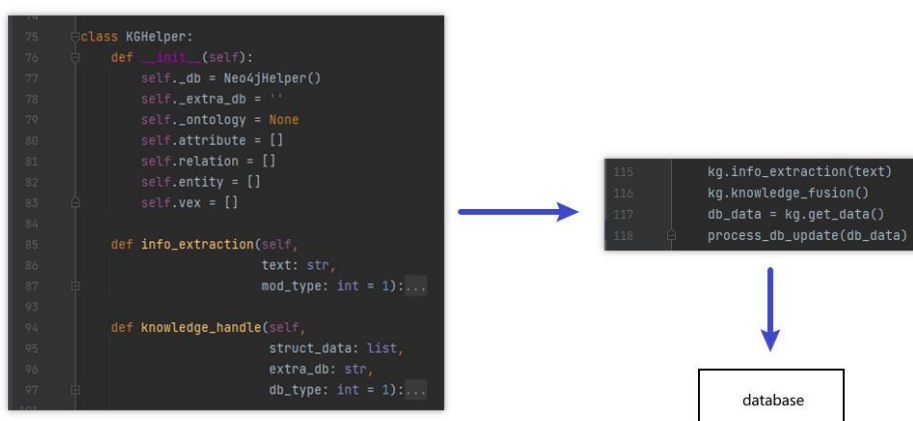 74
75 class KGHelper:
76 def __init__(self):
77 self._db = Neo4jHelper()
78 self._extra_db = ''
79 self._ontology = None
80 self.attribute = []
81 self.relation = []
82 self.entity = []
83 self.vex = []
84
85 def info_extraction(self,
86 text: str,
87 mod_type: int = 1):...
93
94 def knowledge_handle(self,
95 struct_data: list,
96 extra_db: str,
97 db_type: int = 1):...
101
115 kg.info_extraction(text)
116 kg.knowledge_fusion()
117 db_data = kg.get_data()
118 process_db_update(db_data)
database